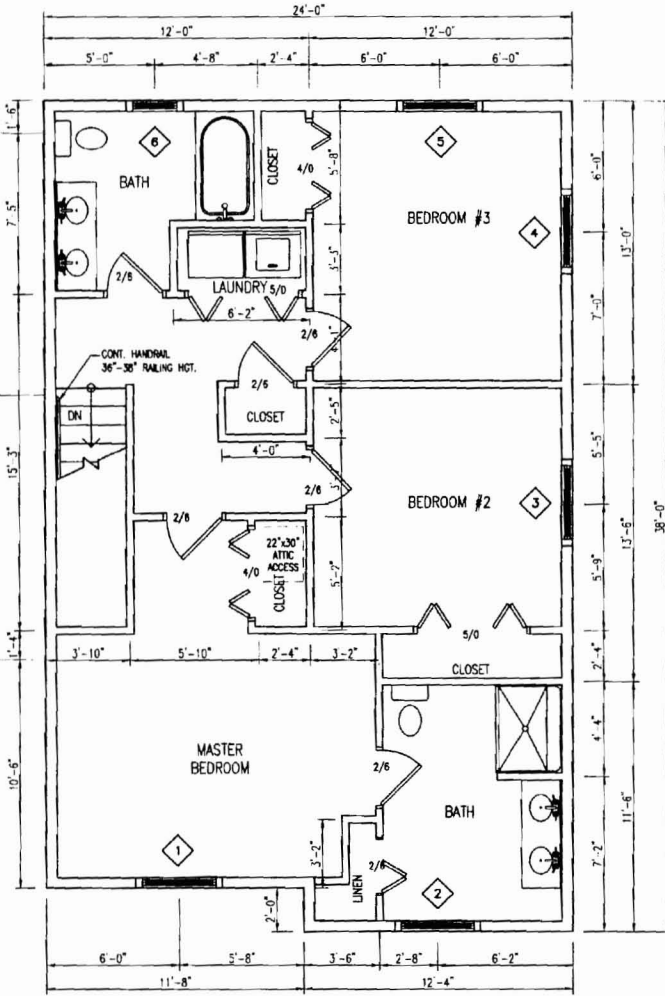 24'-0"
12'-0" 12'-0"
5'-0" 4'-8" 2'-4" 6'-0" 6'-0"
1'-6"
6
5
BATH
CLOSET
4/0
5'-8"
6'-0"
7'-5"
BEDROOM #3
4
13'-0"
3'-3"
2/6
LAUNDRY 5/0
6'-2"
2/6
7'-0"
CONT. HANDRAIL
36"-38" RAILING HGT.
2/6
DN
CLOSET
2'-5"
4'-0"
5'-5"
15'-3"
2/6
BEDROOM #2
3
38'-0"
13'-6"
2/6
22"x30"
ATTIC
ACCESS
4/0
CLOSET
5'-7"
5'-9"
5/0
1'-4"
3'-10" 5'-10" 2'-4" 3'-2"
CLOSET
2'-4"
4'-4"
MASTER
BEDROOM
2/6
10'-6"
BATH
11'-6"
3'-2"
1
2/6
LINEN
2
7'-2"
2'-0"
6'-0" 5'-8" 3'-6" 2'-8" 6'-2"
11'-8" 12'-4"